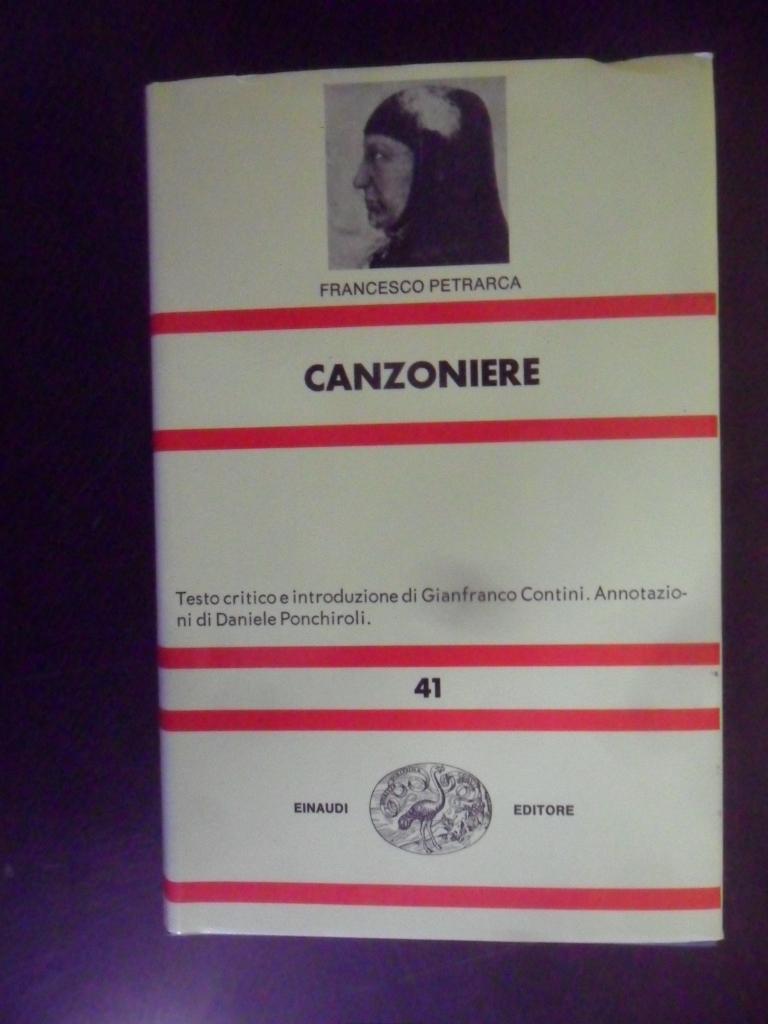 FRANCESCO PETRARCA
CANZONIERE
Testo critico e introduzione di Gianfranco Contini. Annotazio-
ni di Daniele Ponchiroli.
41
EINAUDI EDITORE